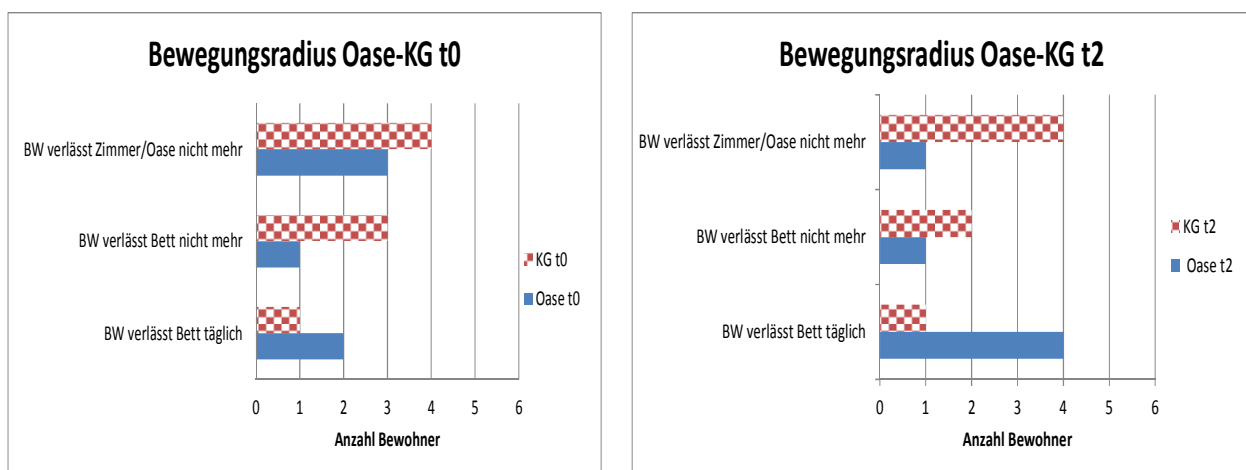 Bewegungsradius Oase-KG t0
BW verlässt Zimmer/Oase nicht mehr
BW verlässt Bett nicht mehr
BW verlässt Bett täglich
KG t0
Oase t0
0 1 2 3 4 5 6
Anzahl Bewohner
Bewegungsradius Oase-KG t2
BW verlässt Zimmer/Oase nicht mehr
BW verlässt Bett nicht mehr
BW verlässt Bett täglich
KG t2
Oase t2
0 1 2 3 4 5 6
Anzahl Bewohner